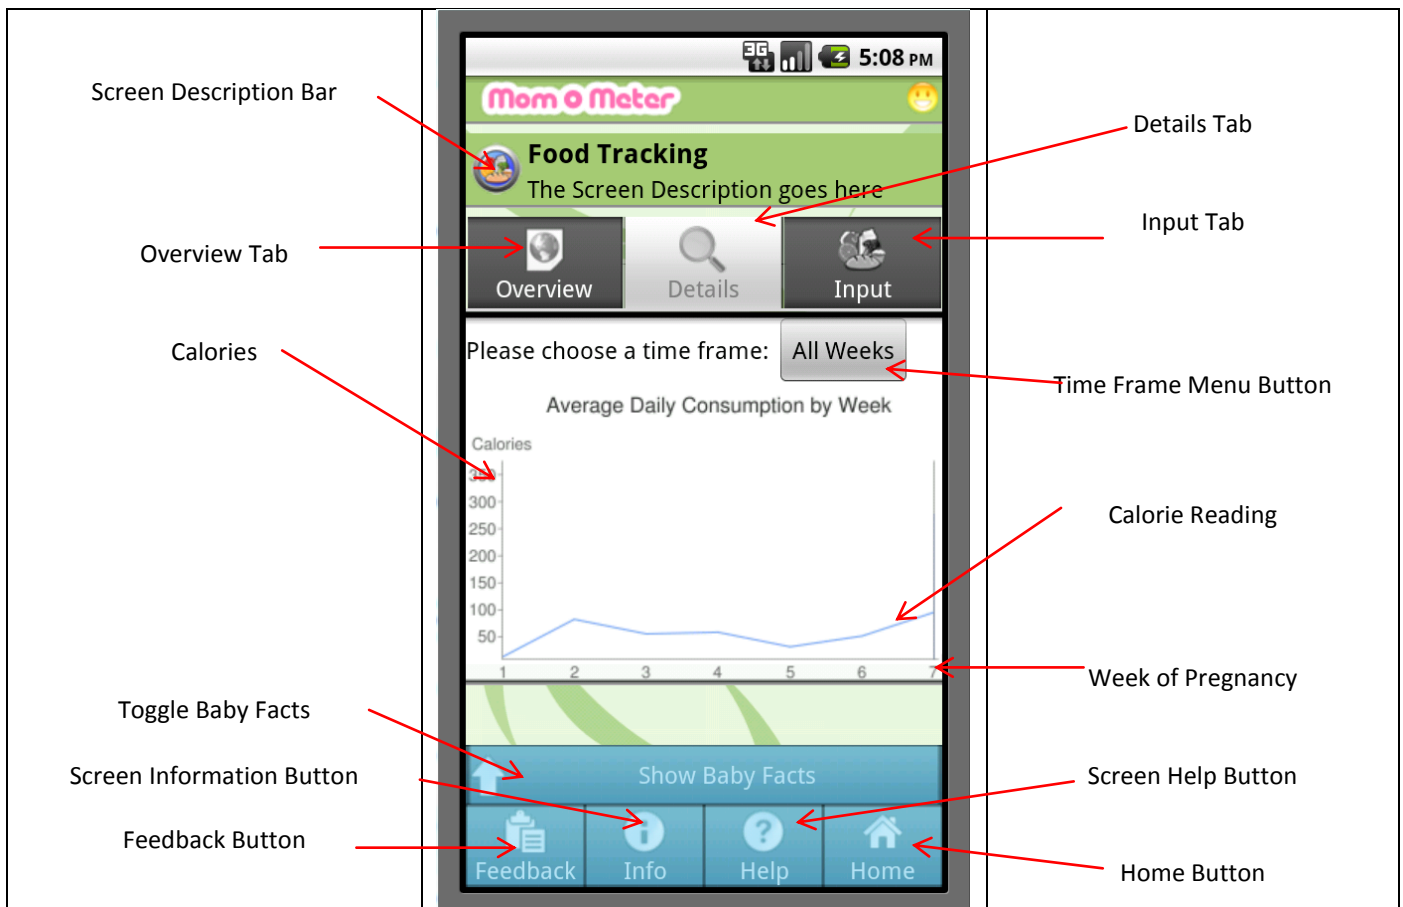 Screen Description Bar
Overview Tab
Calories
Toggle Baby Facts
Screen Information Button
Feedback Button
3G 5:08 PM
Mom O Meter
Food Tracking
The Screen Description goes here
Overview Details Input
Please choose a time frame: All Weeks
Average Daily Consumption by Week
Calories
350
300
250
200
150
100
50
1 2 3 4 5 6 7
Show Baby Facts
Feedback Info Help Home
Details Tab
Input Tab
Time Frame Menu Button
Calorie Reading
Week of Pregnancy
Screen Help Button
Home Button